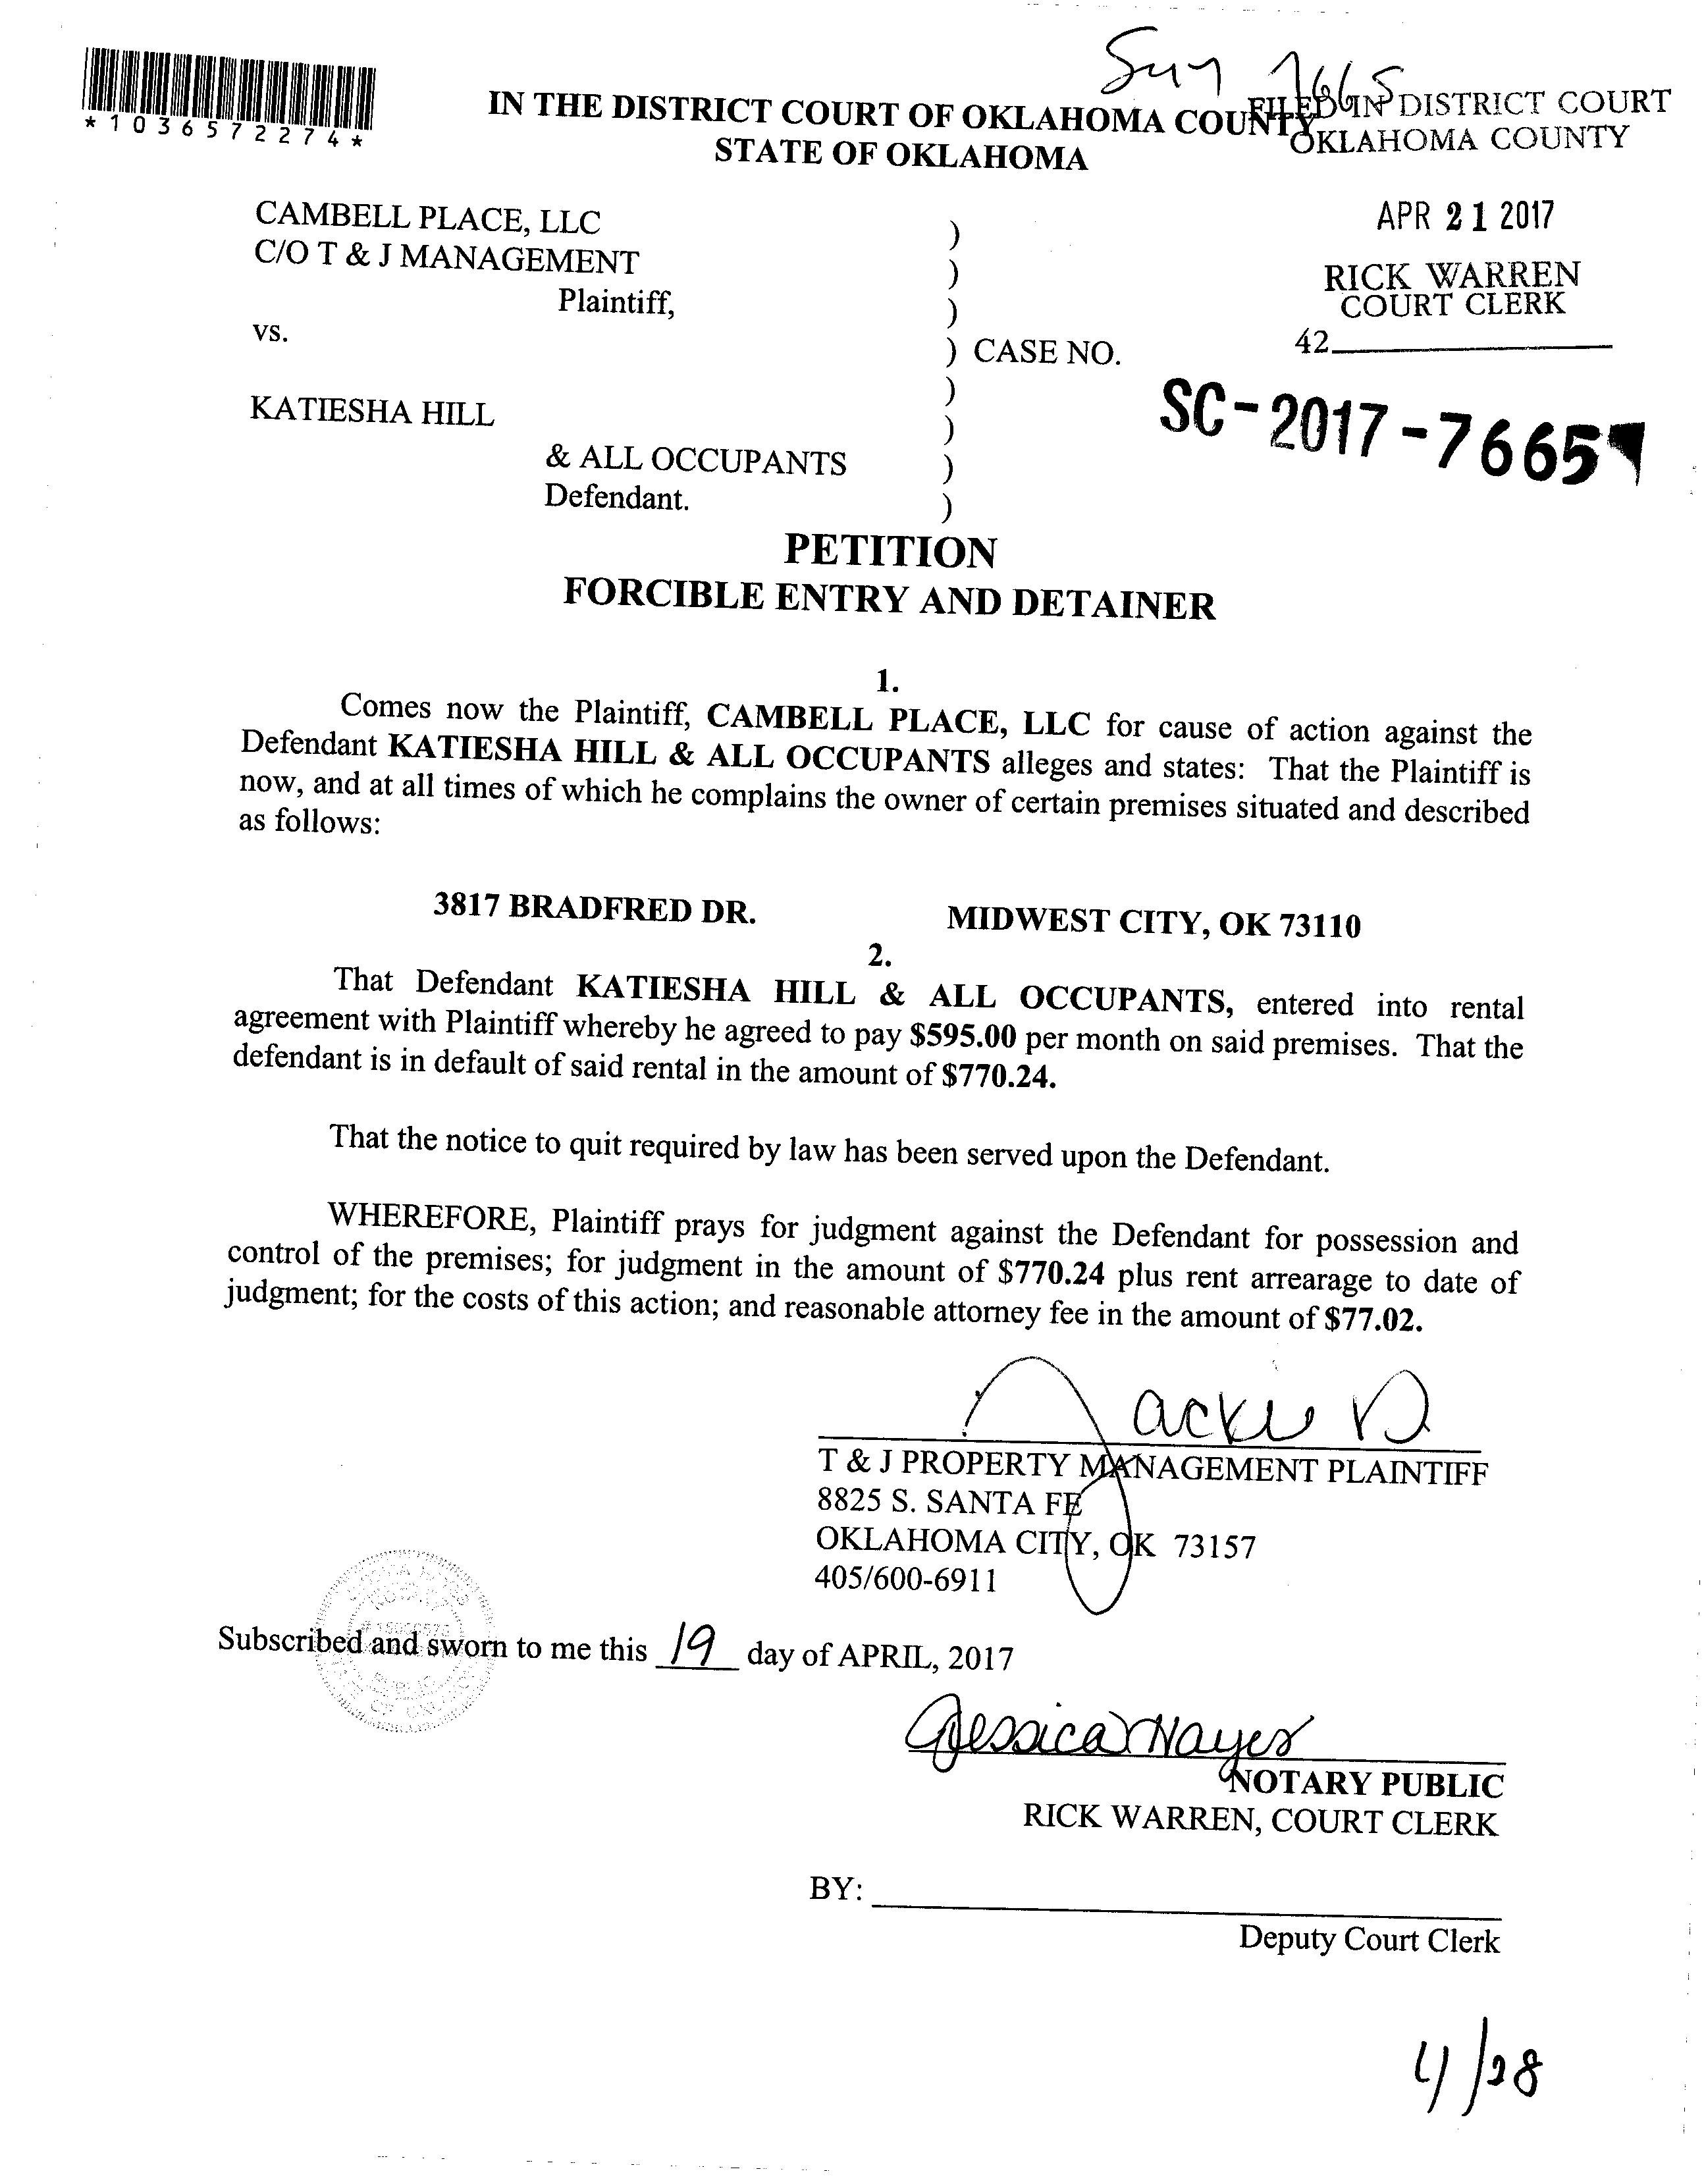 *1036572274*
7665
IN THE DISTRICT COURT OF OKLAHOMA COUNTY
STATE OF OKLAHOMA
FILED IN DISTRICT COURT
OKLAHOMA COUNTY
APR 21 2017
RICK WARREN
COURT CLERK
42
CAMBELL PLACE, LLC )
C/O T & J MANAGEMENT )
Plaintiff, )
vs. ) CASE NO.
SC-2017-7665
)
KATIESHA HILL )
& ALL OCCUPANTS )
Defendant. )
PETITION
FORCIBLE ENTRY AND DETAINER
1.
Comes now the Plaintiff, CAMBELL PLACE, LLC for cause of action against the
Defendant KATIESHA HILL & ALL OCCUPANTS alleges and states: That the Plaintiff is
now, and at all times of which he complains the owner of certain premises situated and described
as follows:
3817 BRADFRED DR. MIDWEST CITY, OK 73110
2.
That Defendant KATIESHA HILL & ALL OCCUPANTS, entered into rental
agreement with Plaintiff whereby he agreed to pay $595.00 per month on said premises. That the
defendant is in default of said rental in the amount of $770.24.
That the notice to quit required by law has been served upon the Defendant.
WHEREFORE, Plaintiff prays for judgment against the Defendant for possession and
control of the premises; for judgment in the amount of $770.24 plus rent arrearage to date of
judgment; for the costs of this action; and reasonable attorney fee in the amount of $77.02.
Jackie D
T & J PROPERTY MANAGEMENT PLAINTIFF
8825 S. SANTA FE
OKLAHOMA CITY, OK 73157
405/600-6911
Subscribed and sworn to me this 19 day of APRIL, 2017
Jessica Hayes
NOTARY PUBLIC
RICK WARREN, COURT CLERK
BY:
Deputy Court Clerk
4/28